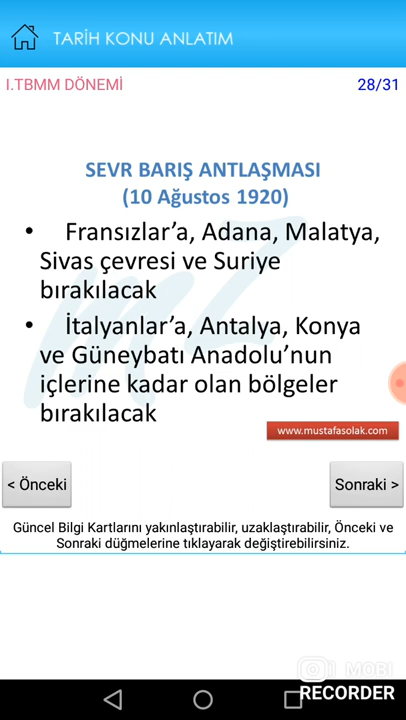 TARİH KONU ANLATIM
I.TBMM DÖNEMİ
28/31
SEVR BARIŞ ANTLAŞMASI
(10 Ağustos 1920)
• Fransızlar’a, Adana, Malatya,
Sivas çevresi ve Suriye
bırakılacak
• İtalyanlar’a, Antalya, Konya
ve Güneybatı Anadolu’nun
içlerine kadar olan bölgeler
bırakılacak
www.mustafasolak.com
< Önceki
Sonraki >
Güncel Bilgi Kartlarını yakınlaştırabilir, uzaklaştırabilir, Önceki ve
Sonraki düğmelerine tıklayarak değiştirebilirsiniz.
MOBI
RECORDER